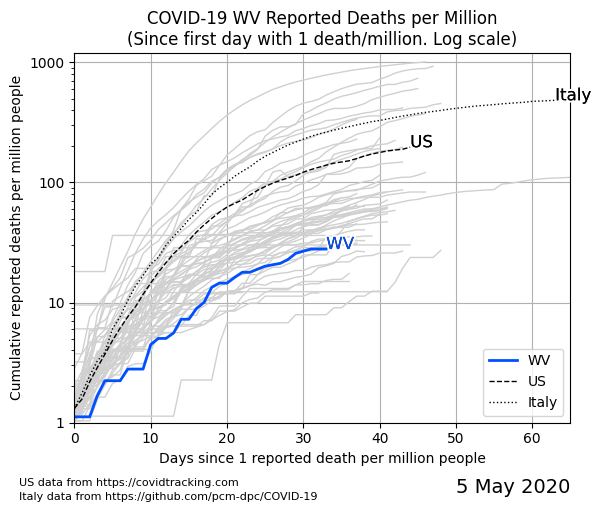 COVID-19 WV Reported Deaths per Million
(Since first day with 1 death/million. Log scale)
Cumulative reported deaths per million people
1000
100
10
1
Italy
US
WV
WV
US
Italy
0
10
20
30
40
50
60
Days since 1 reported death per million people
US data from https://covidtracking.com
Italy data from https://github.com/pcm-dpc/COVID-19
5 May 2020